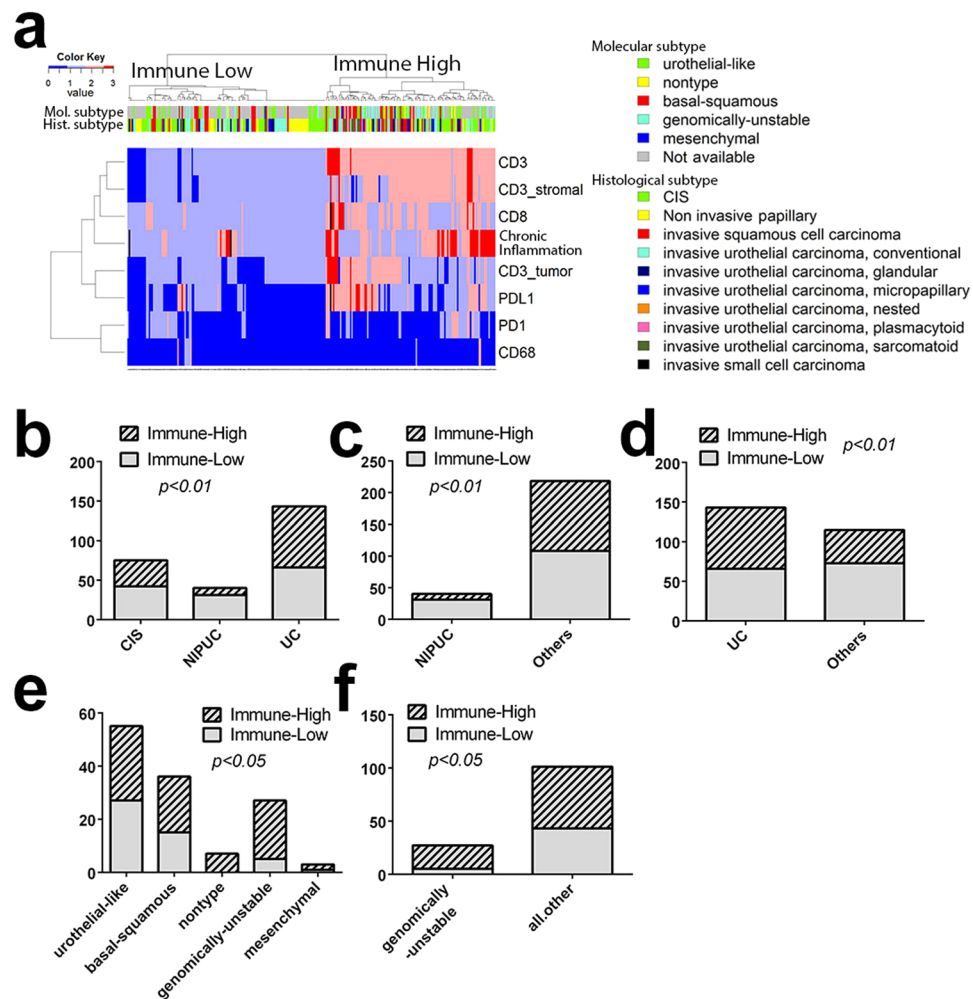 a
Color Key
0 1 2 3
value
Immune Low
Immune High
Mol. subtype
Hist. subtype
CD3
CD3_stromal
CD8
Chronic
Inflammation
CD3_tumor
PDL1
PD1
CD68
Molecular subtype
urothelial-like
nontype
basal-squamous
genomically-unstable
mesenchymal
Not available
Histological subtype
CIS
Non invasive papillary
invasive squamous cell carcinoma
invasive urothelial carcinoma, conventional
invasive urothelial carcinoma, glandular
invasive urothelial carcinoma, micropapillary
invasive urothelial carcinoma, nested
invasive urothelial carcinoma, plasmacytoid
invasive urothelial carcinoma, sarcomatoid
invasive small cell carcinoma
b
Immune-High
Immune-Low
p<0.01
200
150
100
50
0
CIS
NIPUC
UC
c
Immune-High
Immune-Low
p<0.01
250
200
150
100
50
0
NIPUC
Others
d
Immune-High
Immune-Low
p<0.01
200
150
100
50
0
UC
Others
e
Immune-High
Immune-Low
p<0.05
60
40
20
0
urothelial-like
basal-squamous
nontype
genomically-unstable
mesenchymal
f
Immune-High
Immune-Low
p<0.05
150
100
50
0
genomically
-unstable
all.other